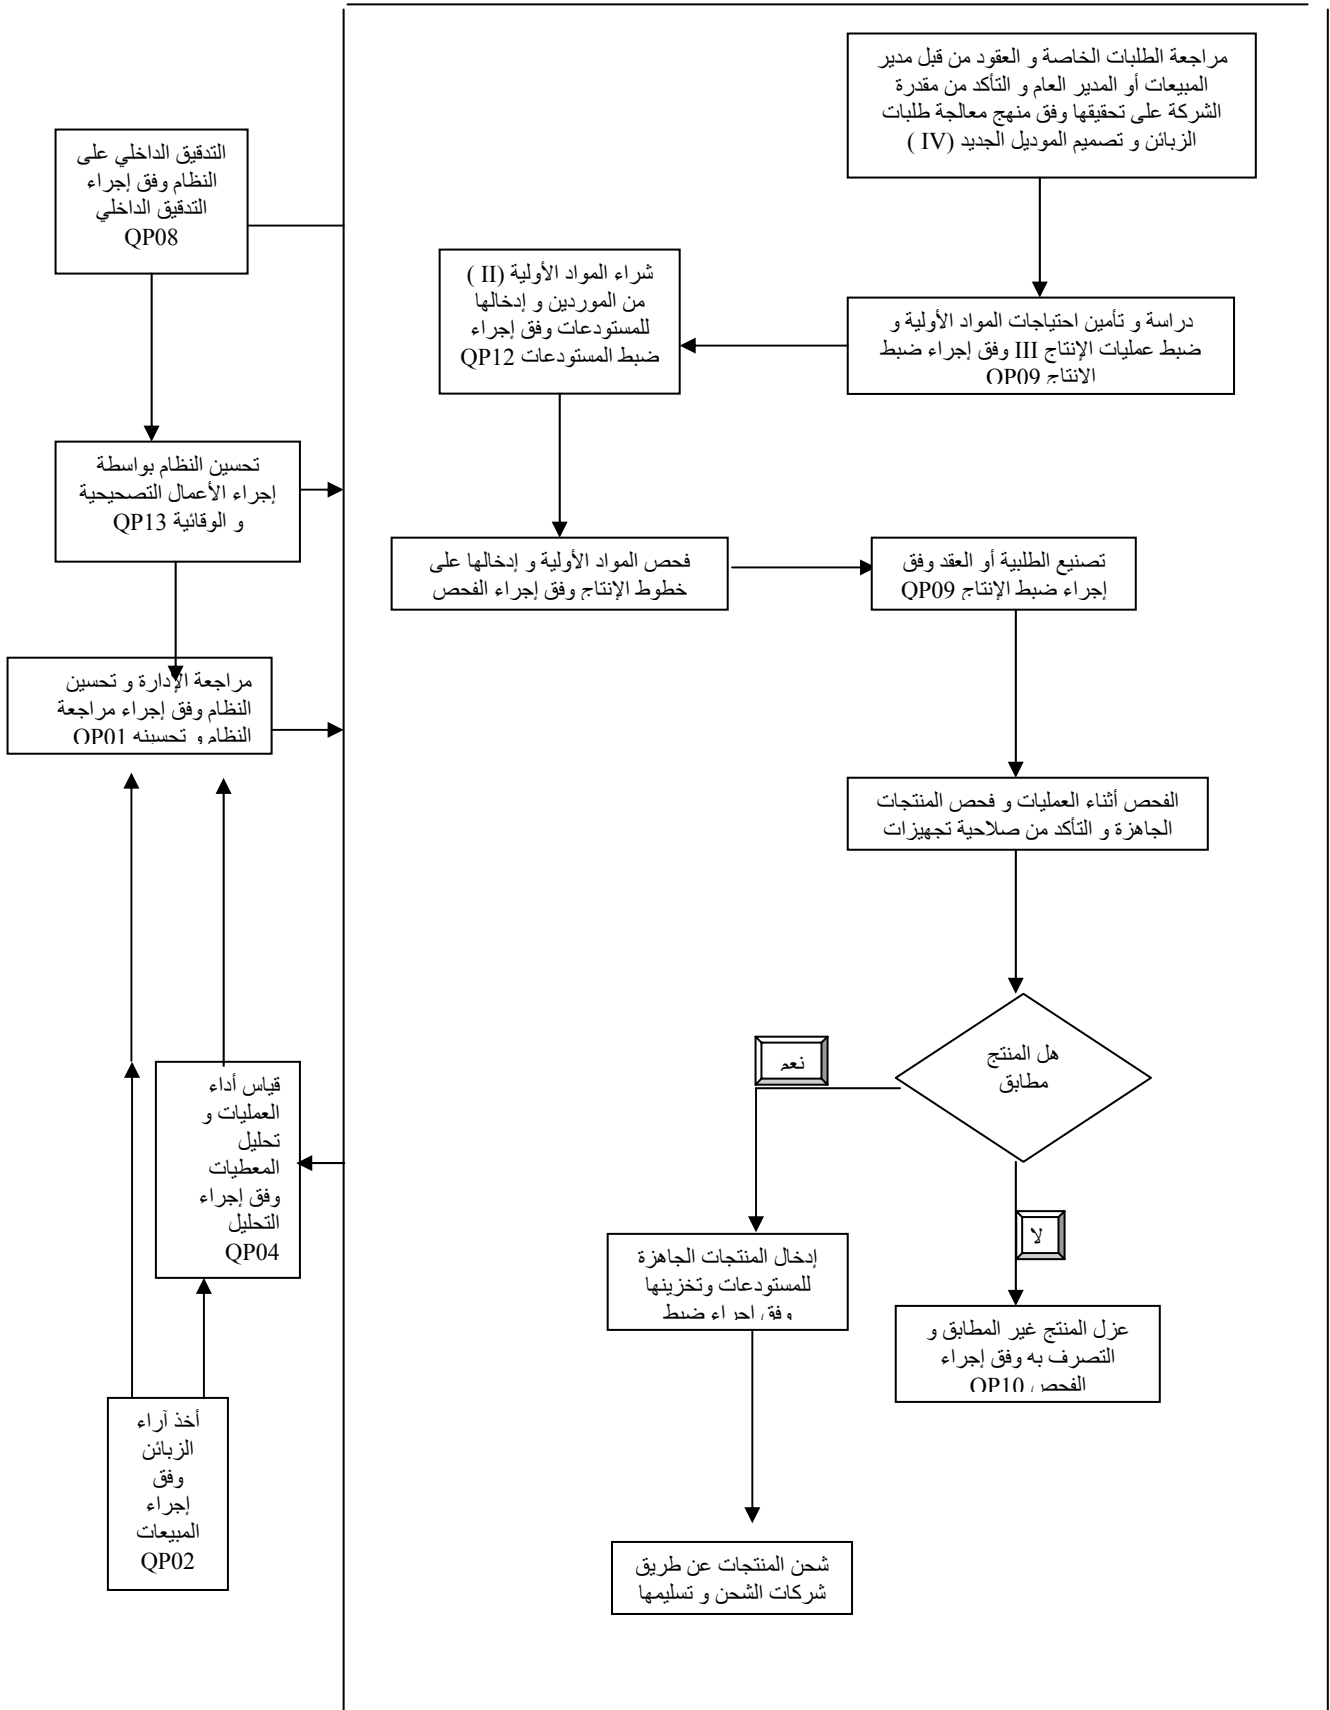 مراجعة الطلبات الخاصة و العقود من قبل مدير
المبيعات أو المدير العام و التأكد من مقدرة
الشركة على تحقيقها وفق منهج معالجة طلبات
الزبائن و تصميم الموديل الجديد (IV )
التدقيق الداخلي على
النظام وفق إجراء
التدقيق الداخلي
QP08
شراء المواد الأولية (II )
من الموردين و إدخالها
للمستودعات وفق إجراء
ضبط المستودعات QP12
دراسة و تأمين احتياجات المواد الأولية و
ضبط عمليات الإنتاج III وفق إجراء ضبط
الإنتاج QP09
تحسين النظام بواسطة
إجراء الأعمال التصحيحية
و الوقائية QP13
فحص المواد الأولية و إدخالها على
خطوط الإنتاج وفق إجراء الفحص
تصنيع الطلبية أو العقد وفق
إجراء ضبط الإنتاج QP09
مراجعة الإدارة و تحسين
النظام وفق إجراء مراجعة
النظام و تحسينه QP01
الفحص أثناء العمليات و فحص المنتجات
الجاهزة و التأكد من صلاحية تجهيزات
هل المنتج
مطابق
نعم
لا
قياس أداء
العمليات و
تحليل
المعطيات
وفق إجراء
التحليل
QP04
إدخال المنتجات الجاهزة
للمستودعات وتخزينها
وفق إجراء ضبط
عزل المنتج غير المطابق و
التصرف به وفق إجراء
الفحص QP10
أخذ آراء
الزبائن
وفق
إجراء
المبيعات
QP02
شحن المنتجات عن طريق
شركات الشحن و تسليمها